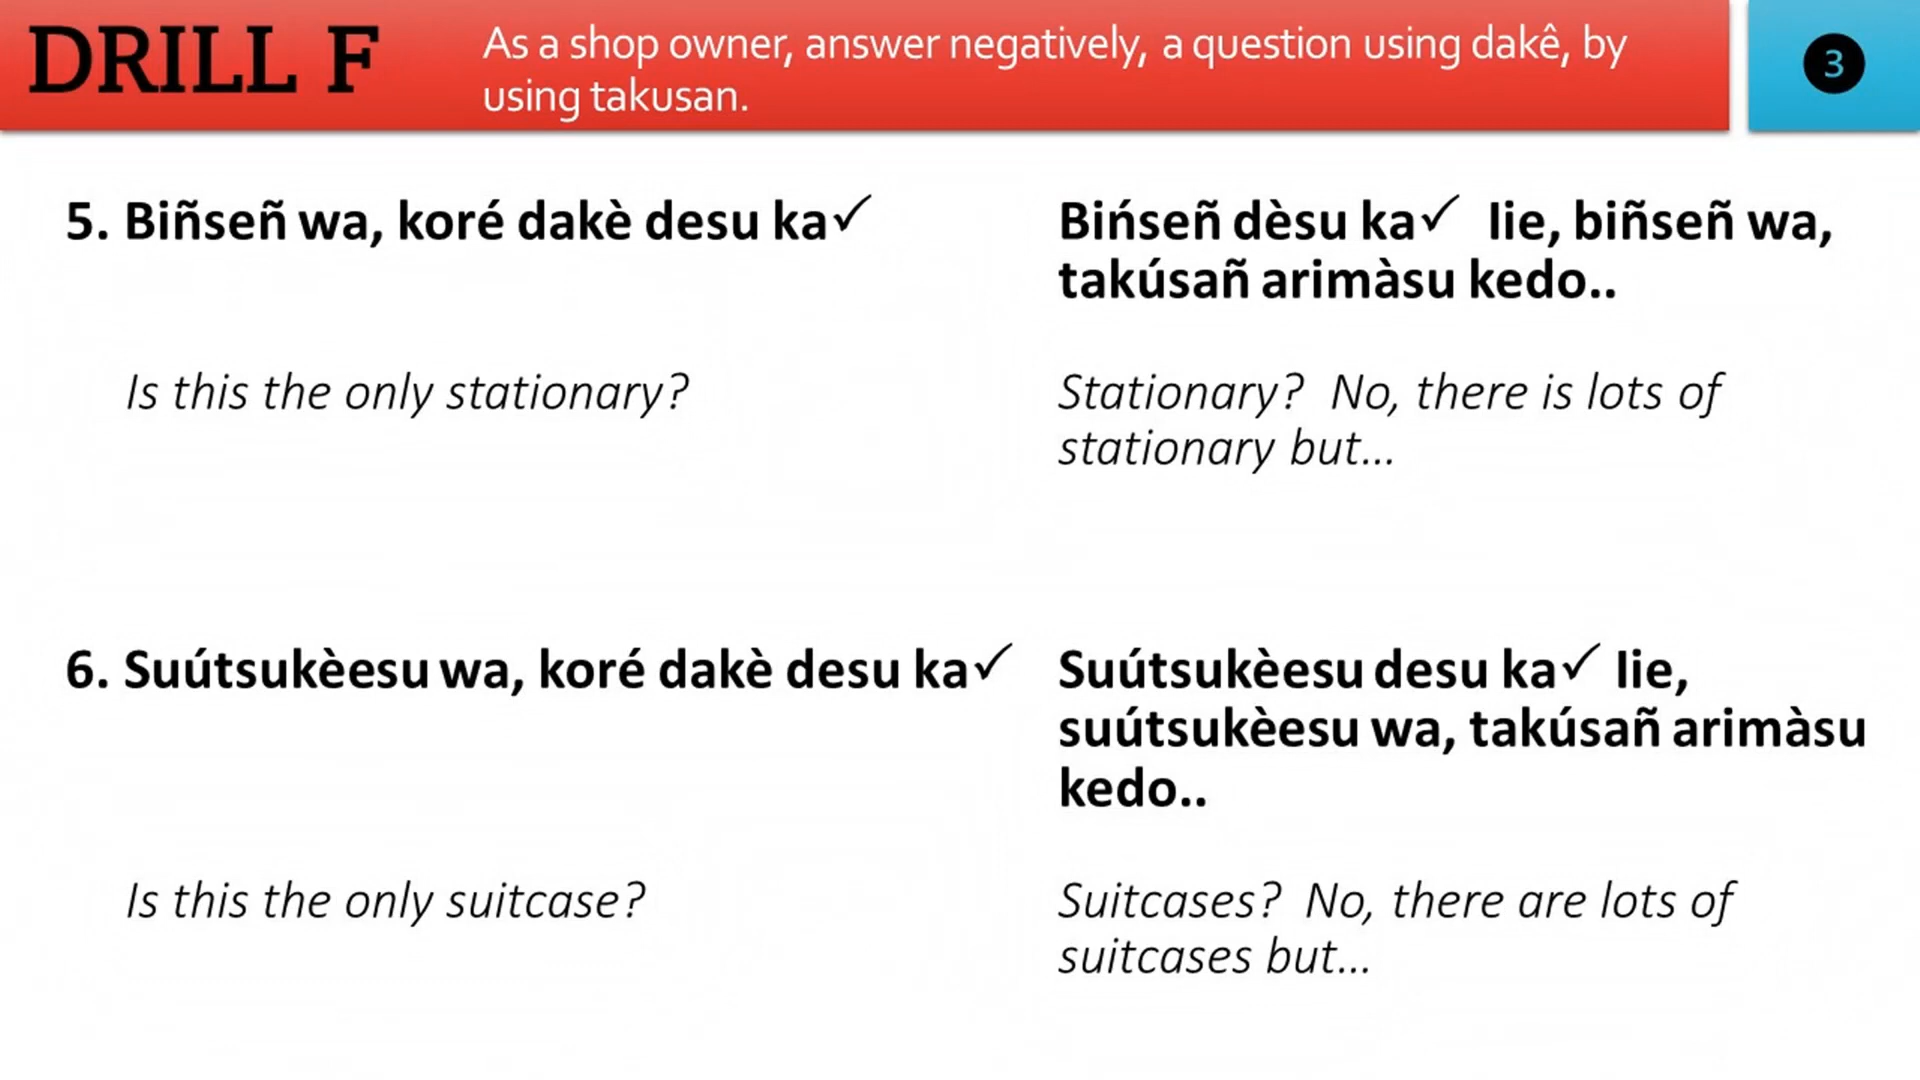 DRILL F
As a shop owner, answer negatively, a question using dakê, by
using takusan.
3
5. Biñseñ wa, koré dakè desu ka✓
Bińseñ dèsu ka✓ Iie, biñseñ wa,
takúsañ arimàsu kedo..
Is this the only stationary?
Stationary? No, there is lots of
stationary but...
6. Suútsukèesu wa, koré dakè desu ka✓
Suútsukèesu desu ka✓ Iie,
suútsukèesu wa, takúsañ arimàsu
kedo..
Is this the only suitcase?
Suitcases? No, there are lots of
suitcases but...